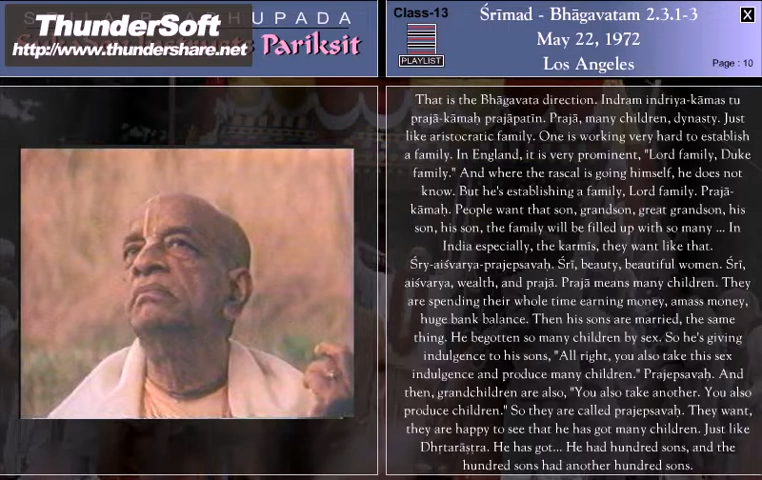 SRILA PRABHUPADA
ThunderSoft
http://www.thundershare.net
Pariksit
Class-13
PLAYLIST
Śrīmad - Bhāgavatam 2.3.1-3
May 22, 1972
Los Angeles
X
Page : 10
That is the Bhāgavata direction. Indram indriya-kāmas tu
prajā-kāmaḥ prajāpatīn. Prajā, many children, dynasty. Just
like aristocratic family. One is working very hard to establish
a family. In England, it is very prominent, "Lord family, Duke
family." And where the rascal is going himself, he does not
know. But he's establishing a family, Lord family. Prajā-
kāmaḥ. People want that son, grandson, great grandson, his
son, his son, the family will be filled up with so many ... In
India especially, the karmīs, they want like that.
Śry-aiśvarya-prajepsavaḥ. Śrī, beauty, beautiful women. Śrī,
aiśvarya, wealth, and prajā. Prajā means many children. They
are spending their whole time earning money, amass money,
huge bank balance. Then his sons are married, the same
thing. He begotten so many children by sex. So he's giving
indulgence to his sons, "All right, you also take this sex
indulgence and produce many children." Prajepsavaḥ. And
then, grandchildren are also, "You also take another. You also
produce children." So they are called prajepsavaḥ. They want,
they are happy to see that he has got many children. Just like
Dhṛtarāṣṭra. He has got... He had hundred sons, and the
hundred sons had another hundred sons.